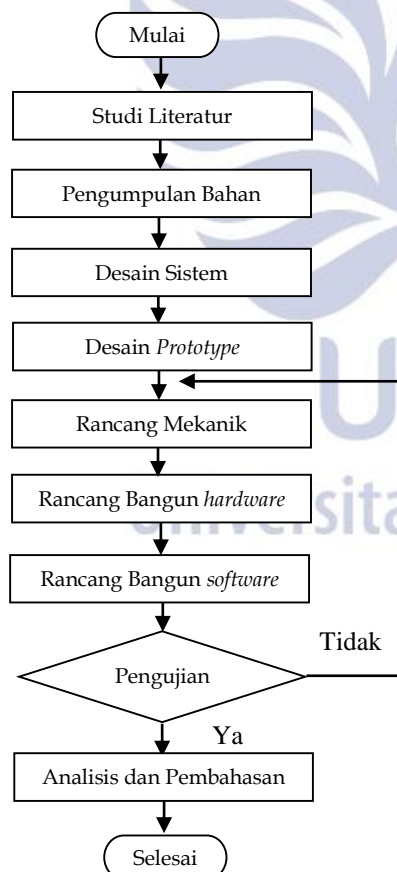 Mulai
Studi Literatur
Pengumpulan Bahan
Desain Sistem
Desain Prototype
Rancang Mekanik
Rancang Bangun hardware
Rancang Bangun software
Tidak
Pengujian
Ya
Analisis dan Pembahasan
Selesai